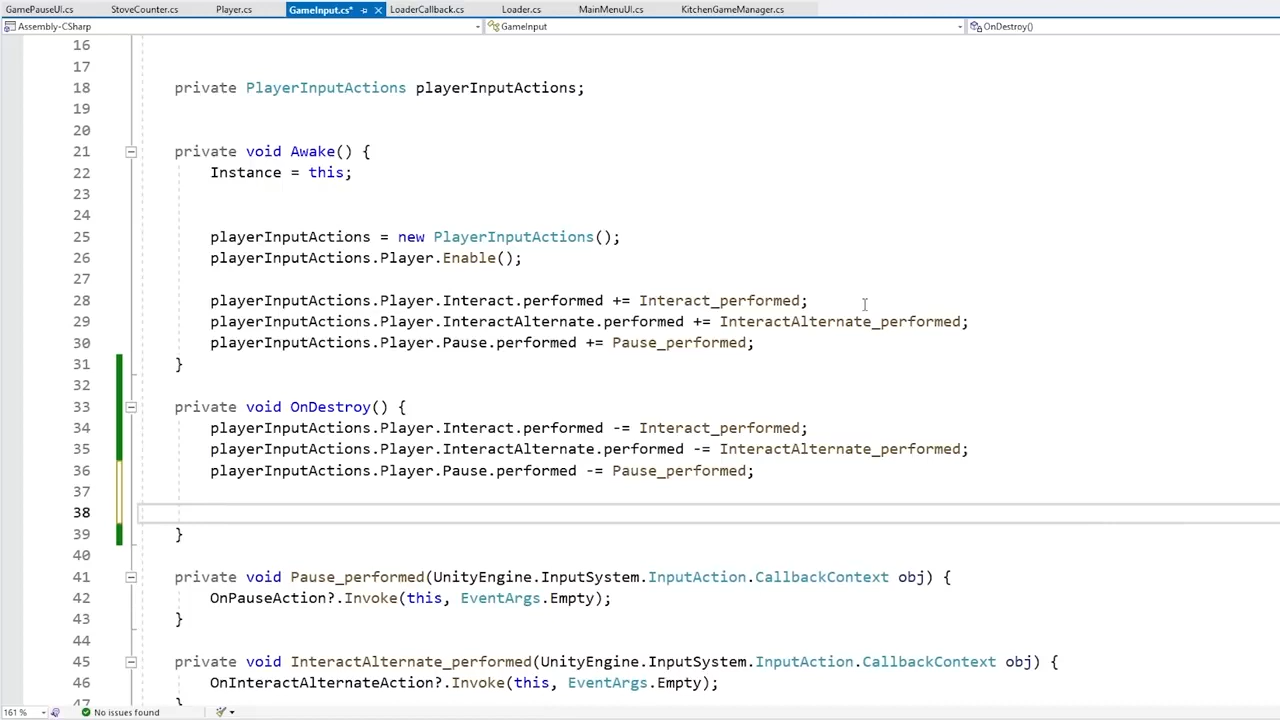 GamePauseUI.cs StoveCounter.cs Player.cs GameInput.cs* LoaderCallback.cs Loader.cs MainMenuUI.cs KitchenGameManager.cs
Assembly-CSharp GameInput OnDestroy()
16
17
18 private PlayerInputActions playerInputActions;
19
20
21 private void Awake() {
22 Instance = this;
23
24
25 playerInputActions = new PlayerInputActions();
26 playerInputActions.Player.Enable();
27
28 playerInputActions.Player.Interact.performed += Interact_performed;
29 playerInputActions.Player.InteractAlternate.performed += InteractAlternate_performed;
30 playerInputActions.Player.Pause.performed += Pause_performed;
31 }
32
33 private void OnDestroy() {
34 playerInputActions.Player.Interact.performed -= Interact_performed;
35 playerInputActions.Player.InteractAlternate.performed -= InteractAlternate_performed;
36 playerInputActions.Player.Pause.performed -= Pause_performed;
37
38
39 }
40
41 private void Pause_performed(UnityEngine.InputSystem.InputAction.CallbackContext obj) {
42 OnPauseAction?.Invoke(this, EventArgs.Empty);
43 }
44
45 private void InteractAlternate_performed(UnityEngine.InputSystem.InputAction.CallbackContext obj) {
46 OnInteractAlternateAction?.Invoke(this, EventArgs.Empty);
47 }
161 % No issues found